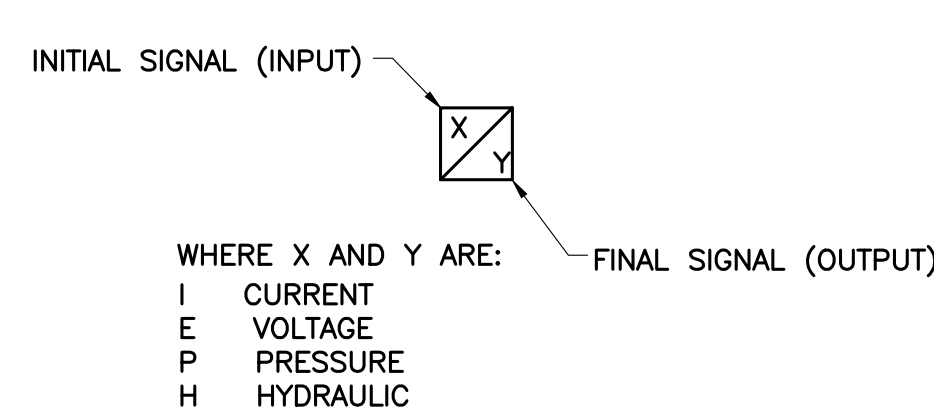 INITIAL SIGNAL (INPUT)
X
Y
FINAL SIGNAL (OUTPUT)
WHERE X AND Y ARE:
I CURRENT
E VOLTAGE
P PRESSURE
H HYDRAULIC